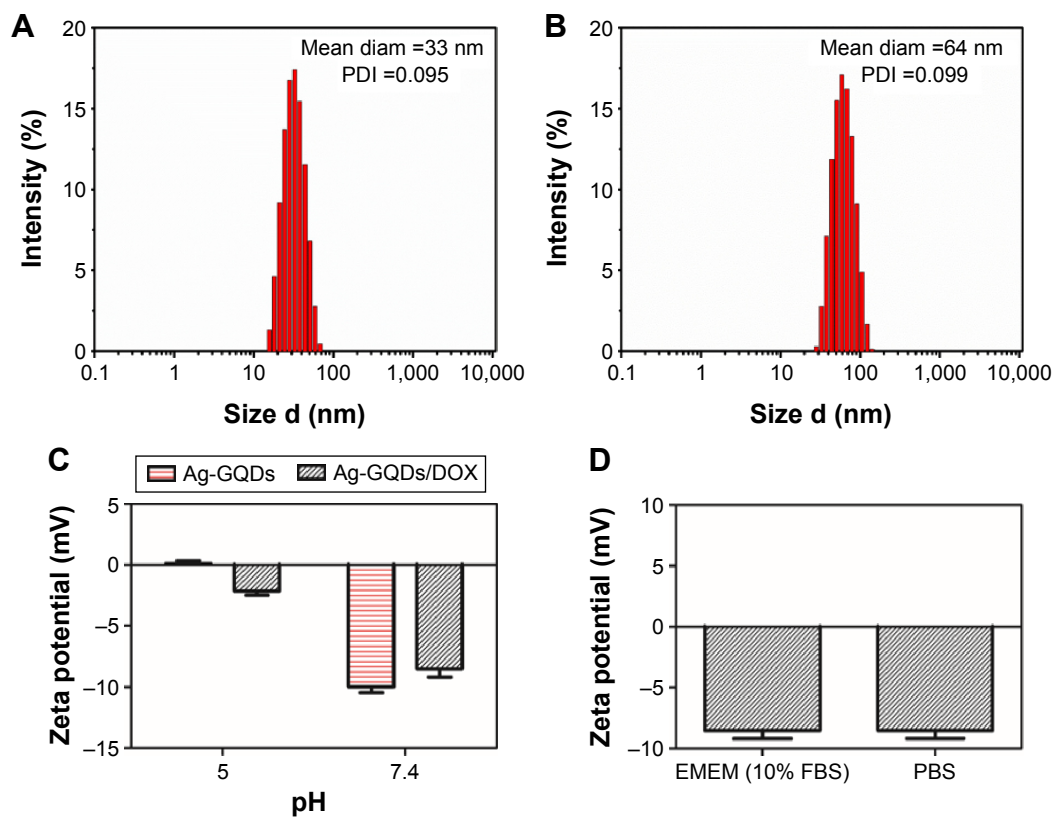 A
20
15
10
5
0
Intensity (%)
Mean diam =33 nm
PDI =0.095
0.1 1 10 100 1,000 10,000
Size d (nm)
B
20
15
10
5
0
Intensity (%)
Mean diam =64 nm
PDI =0.099
0.1 1 10 100 1,000 10,000
Size d (nm)
C
Ag-GQDs Ag-GQDs/DOX
5
0
–5
–10
–15
Zeta potential (mV)
5 7.4
pH
D
10
5
0
–5
–10
Zeta potential (mV)
EMEM (10% FBS) PBS